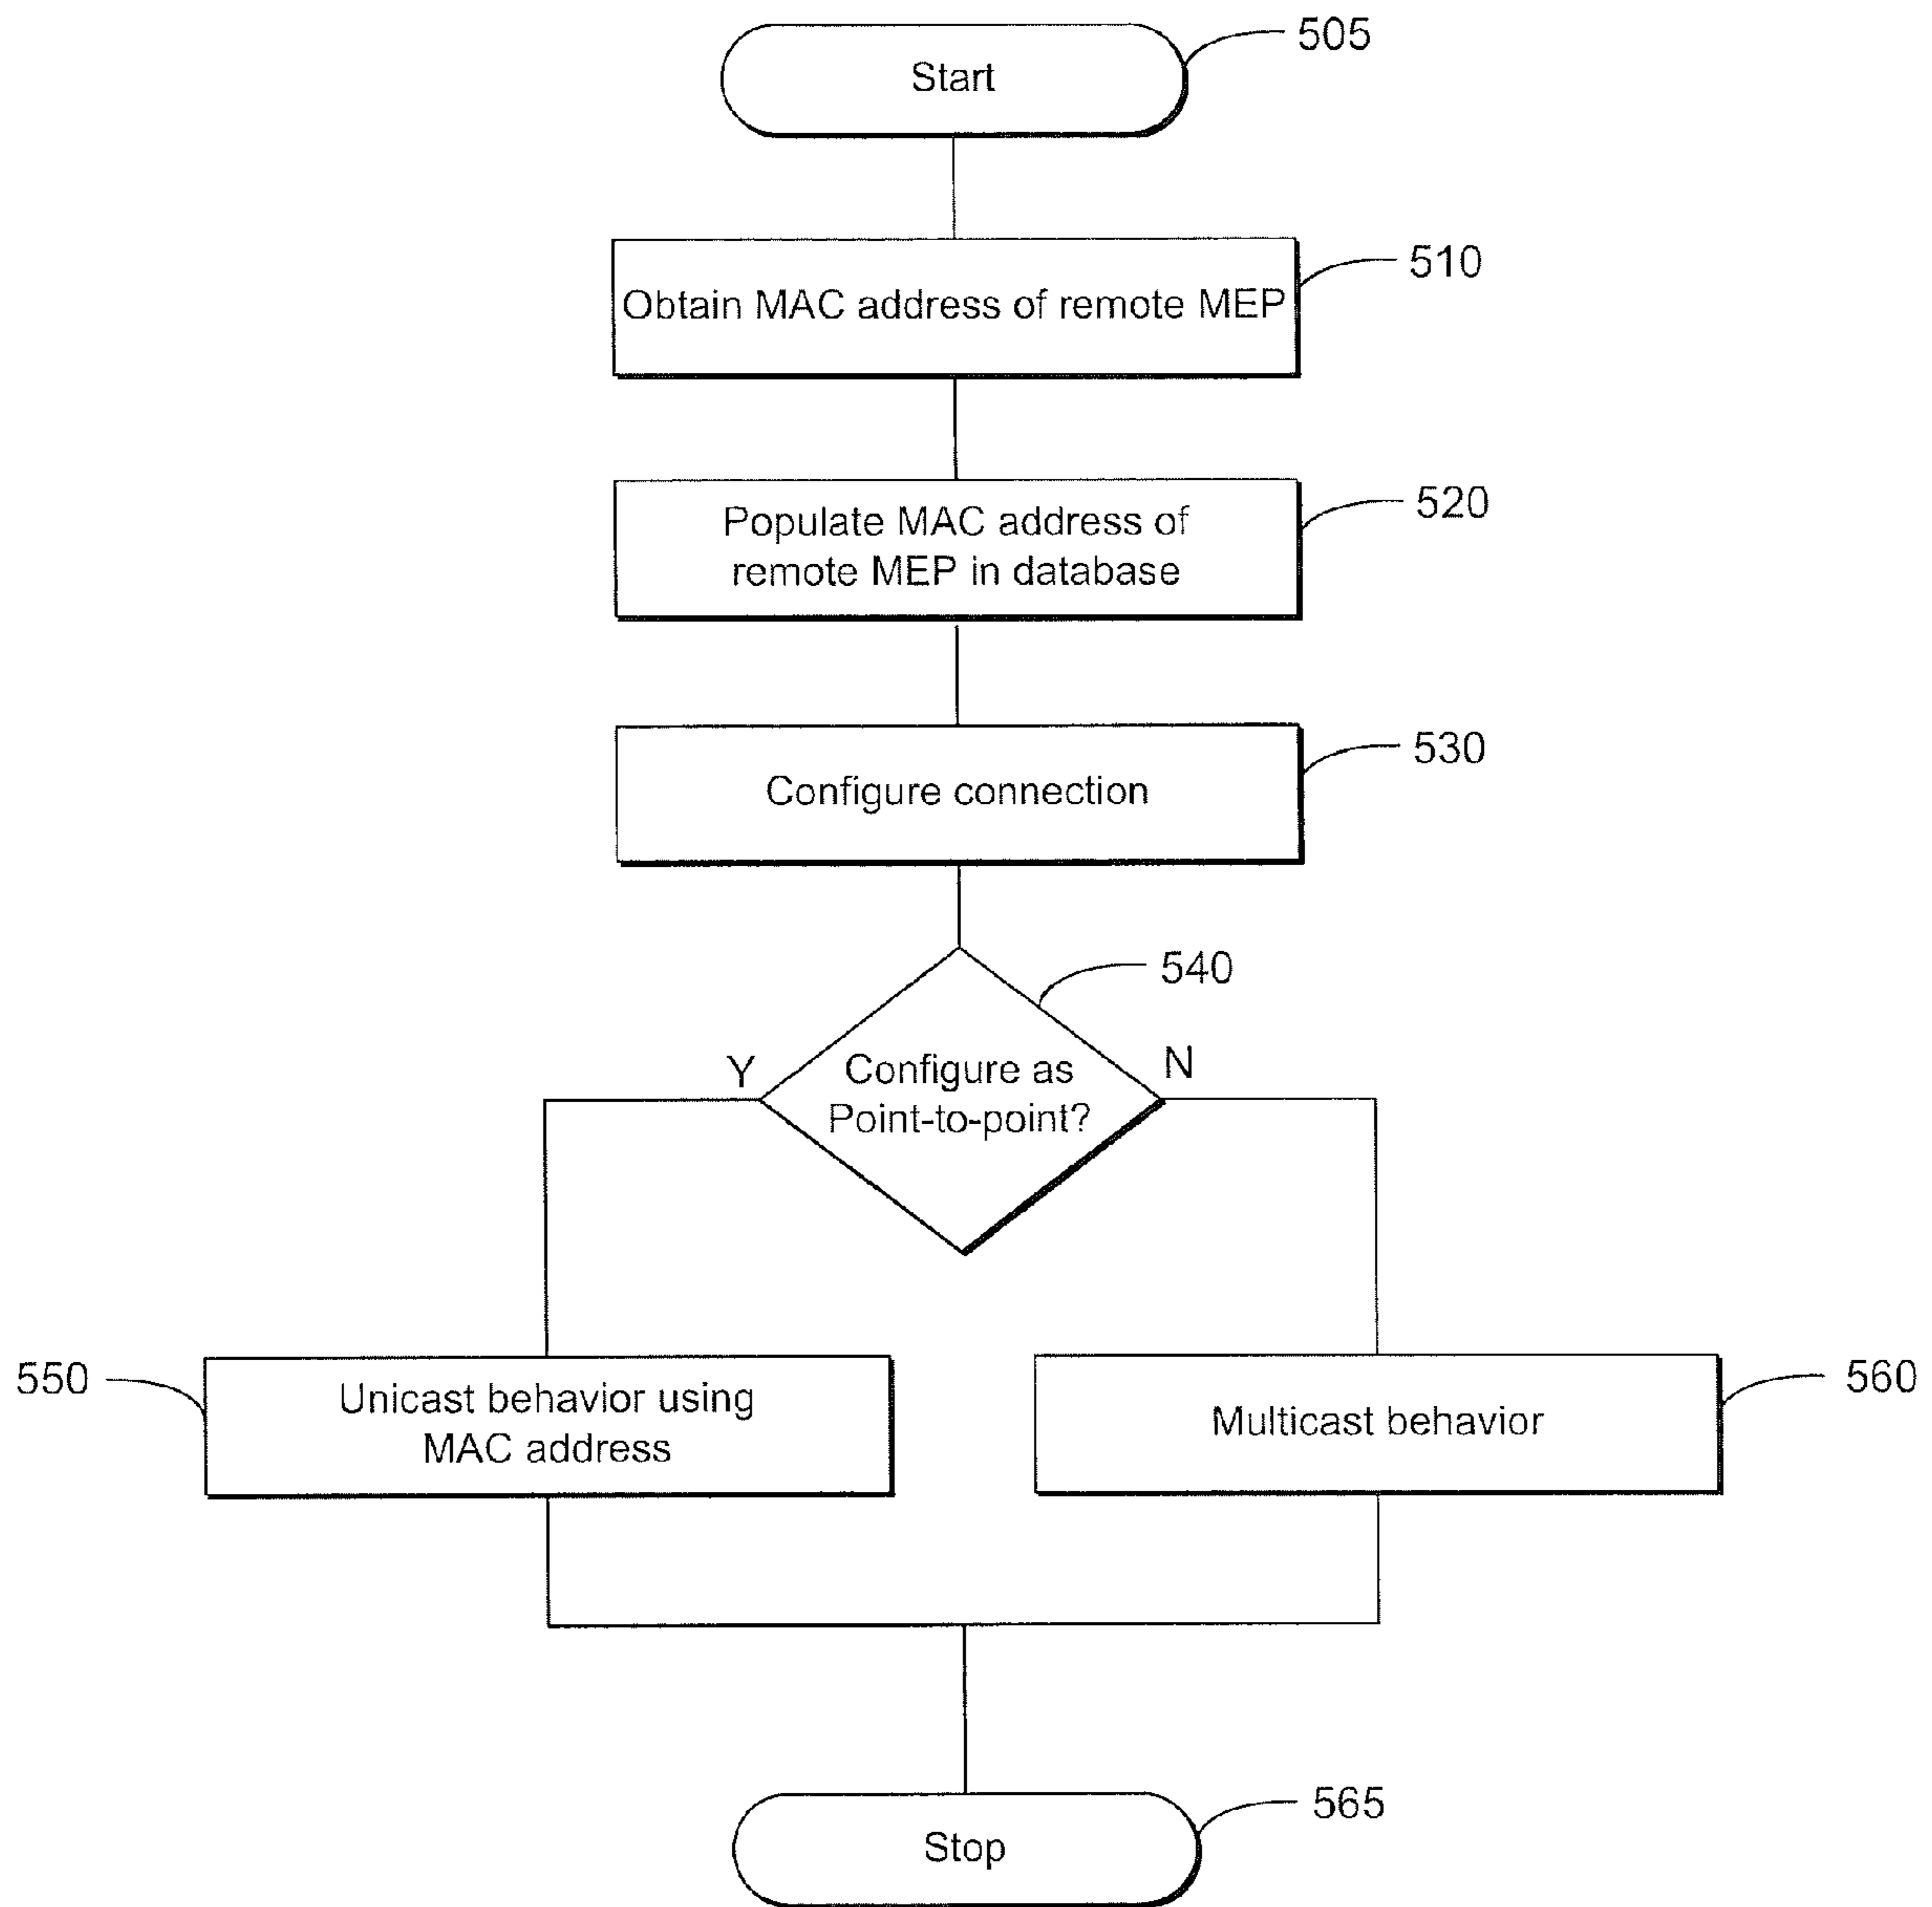 505
Start
510
Obtain MAC address of remote MEP
520
Populate MAC address of
remote MEP in database
530
Configure connection
540
Y
N
Configure as
Point-to-point?
550
Unicast behavior using
MAC address
560
Multicast behavior
565
Stop